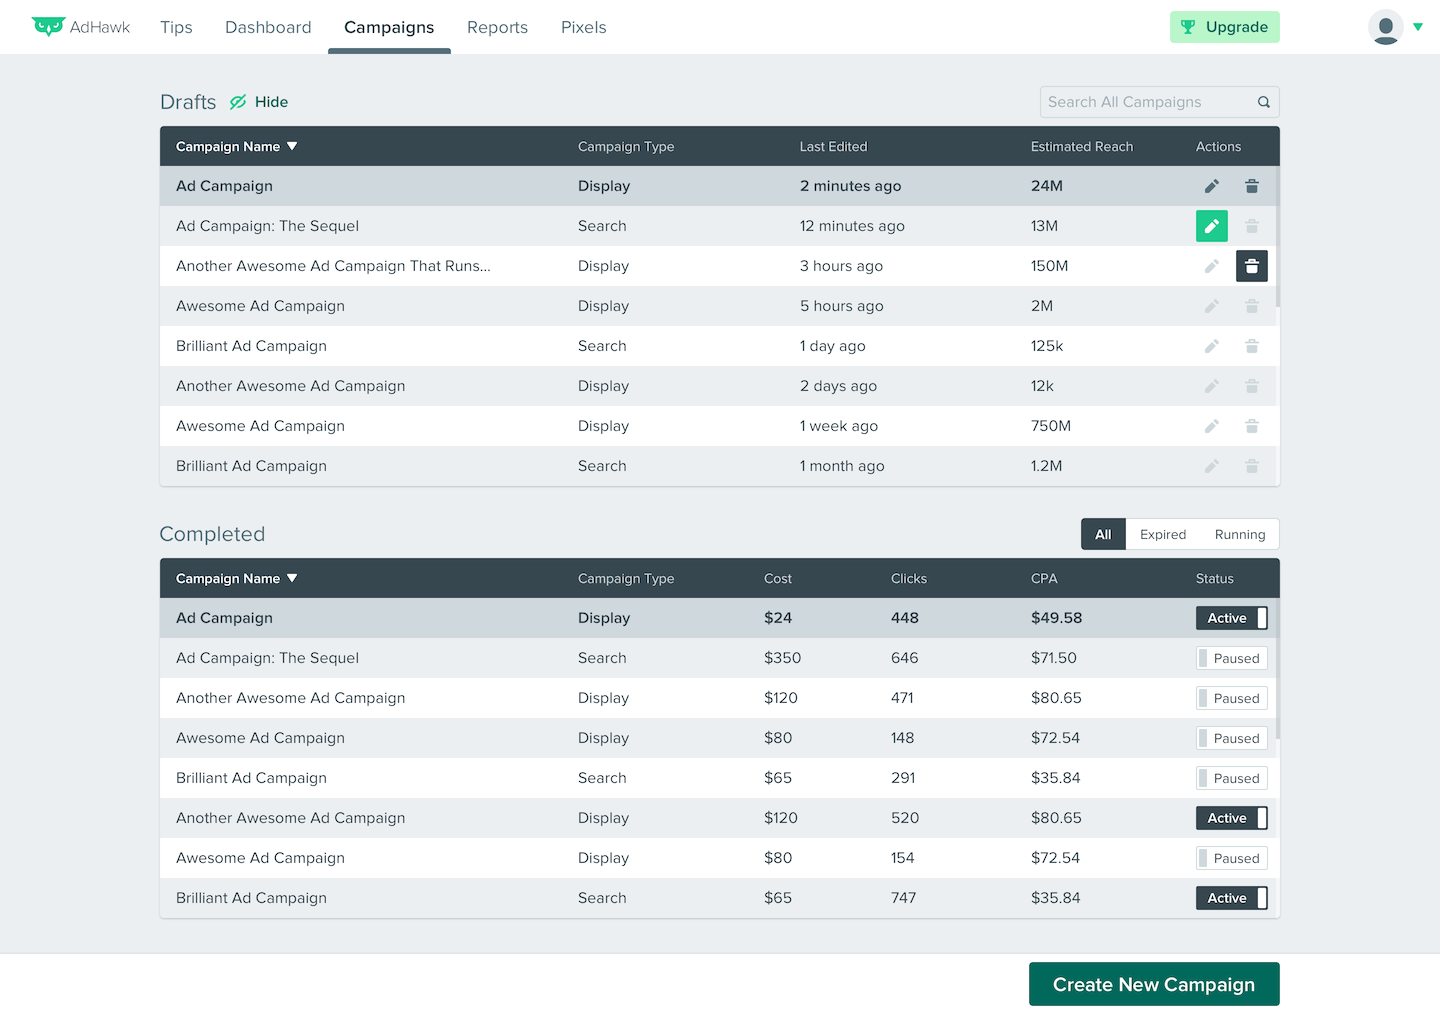 AdHawk Tips Dashboard Campaigns Reports Pixels Upgrade
Drafts Hide Search All Campaigns
Campaign Name Campaign Type Last Edited Estimated Reach Actions
Ad Campaign Display 2 minutes ago 24M
Ad Campaign: The Sequel Search 12 minutes ago 13M
Another Awesome Ad Campaign That Runs... Display 3 hours ago 150M
Awesome Ad Campaign Display 5 hours ago 2M
Brilliant Ad Campaign Search 1 day ago 125k
Another Awesome Ad Campaign Display 2 days ago 12k
Awesome Ad Campaign Display 1 week ago 750M
Brilliant Ad Campaign Search 1 month ago 1.2M
Completed All Expired Running
Campaign Name Campaign Type Cost Clicks CPA Status
Ad Campaign Display $24 448 $49.58 Active
Ad Campaign: The Sequel Search $350 646 $71.50 Paused
Another Awesome Ad Campaign Display $120 471 $80.65 Paused
Awesome Ad Campaign Display $80 148 $72.54 Paused
Brilliant Ad Campaign Search $65 291 $35.84 Paused
Another Awesome Ad Campaign Display $120 520 $80.65 Active
Awesome Ad Campaign Display $80 154 $72.54 Paused
Brilliant Ad Campaign Search $65 747 $35.84 Active
Create New Campaign